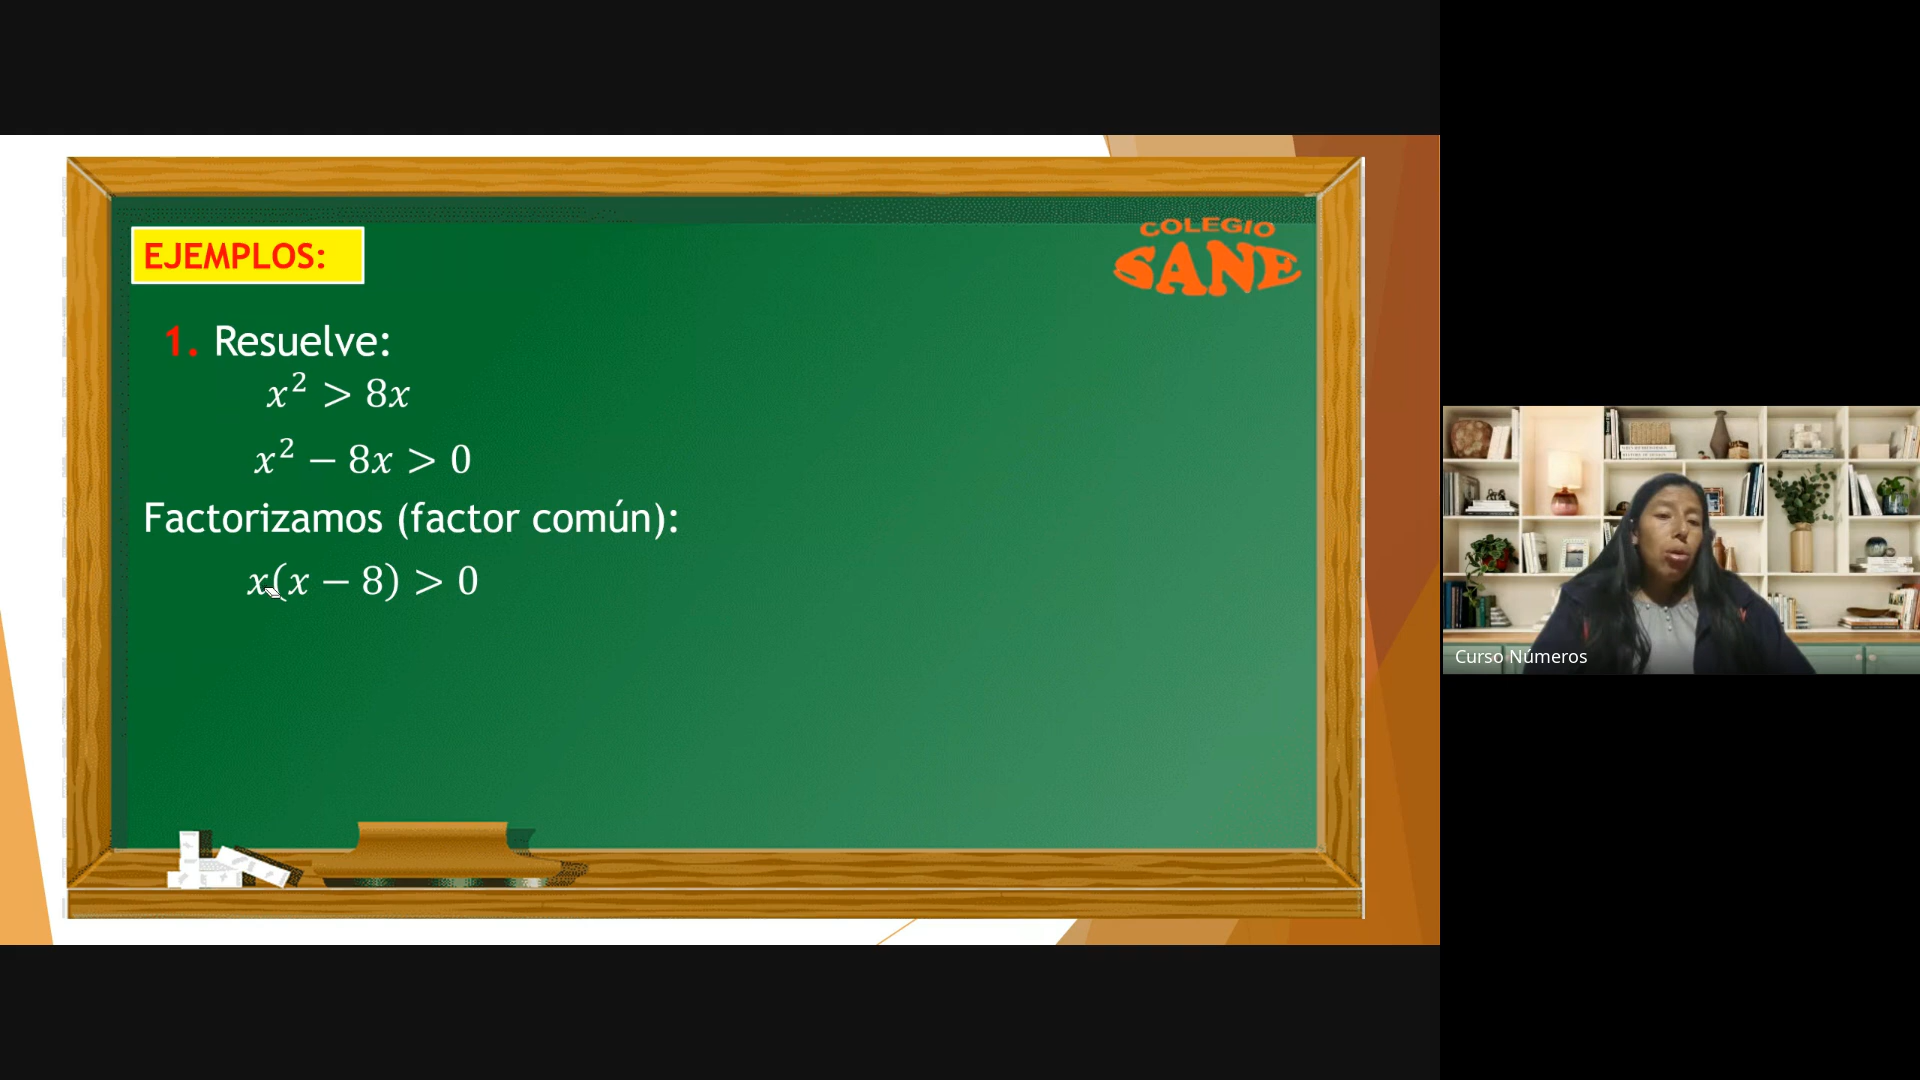 COLEGIO
SANE
EJEMPLOS:
1. Resuelve:
x² > 8x
x² − 8x > 0
Factorizamos (factor común):
x(x − 8) > 0
Curso Números